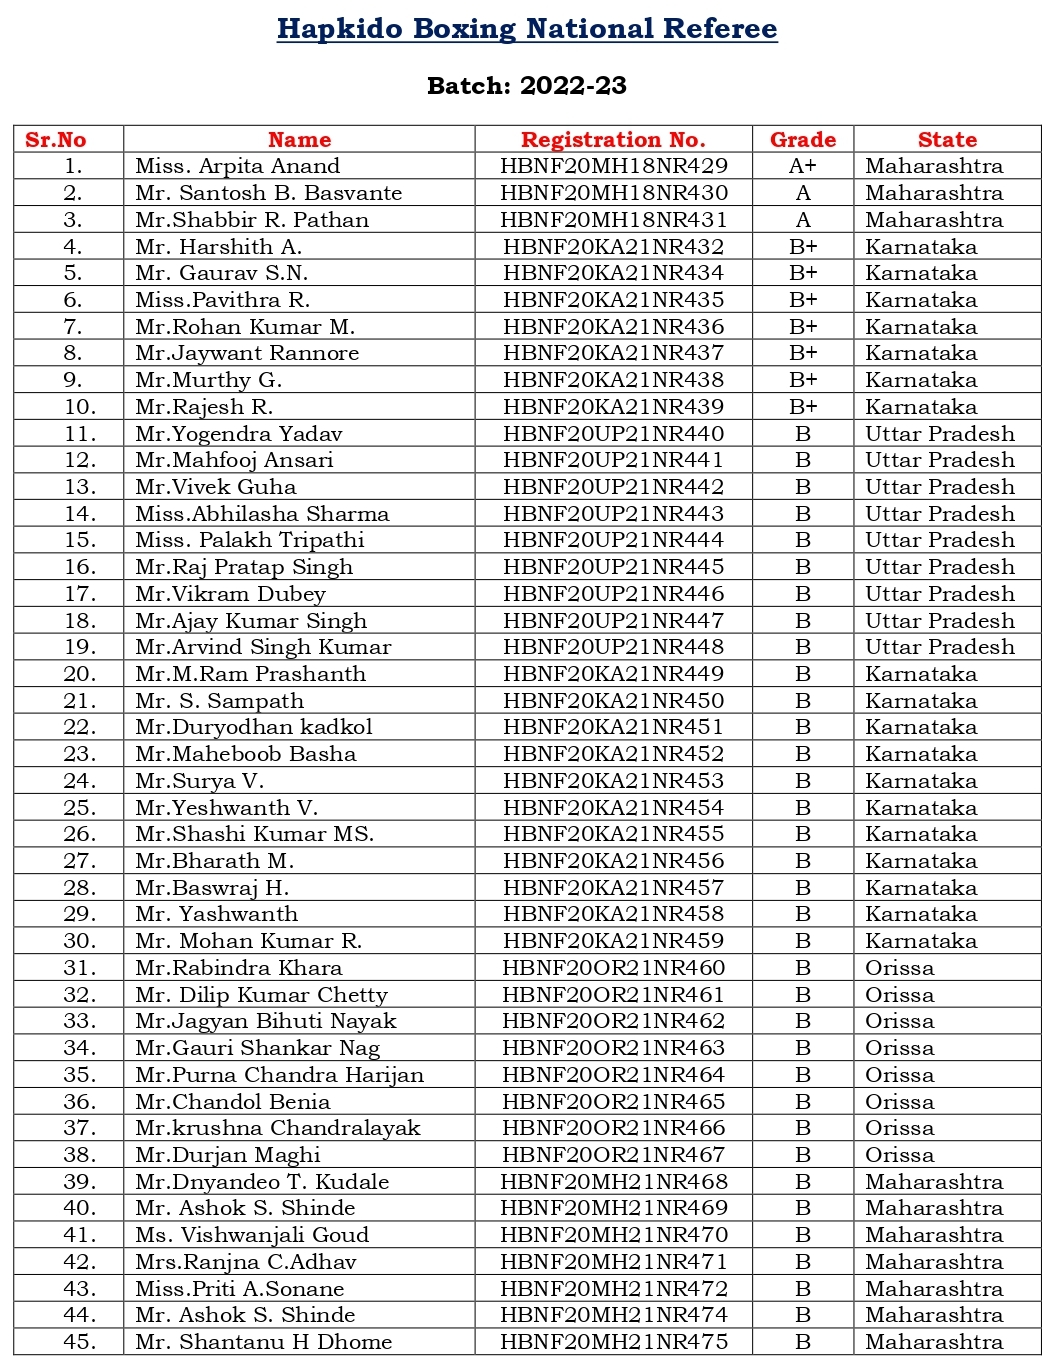 Hapkido Boxing National Referee
Batch: 2022-23
Sr.No Name Registration No. Grade State
1. Miss. Arpita Anand HBNF20MH18NR429 A+ Maharashtra
2. Mr. Santosh B. Basvante HBNF20MH18NR430 A Maharashtra
3. Mr.Shabbir R. Pathan HBNF20MH18NR431 A Maharashtra
4. Mr. Harshith A. HBNF20KA21NR432 B+ Karnataka
5. Mr. Gaurav S.N. HBNF20KA21NR434 B+ Karnataka
6. Miss.Pavithra R. HBNF20KA21NR435 B+ Karnataka
7. Mr.Rohan Kumar M. HBNF20KA21NR436 B+ Karnataka
8. Mr.Jaywant Rannore HBNF20KA21NR437 B+ Karnataka
9. Mr.Murthy G. HBNF20KA21NR438 B+ Karnataka
10. Mr.Rajesh R. HBNF20KA21NR439 B+ Karnataka
11. Mr.Yogendra Yadav HBNF20UP21NR440 B Uttar Pradesh
12. Mr.Mahfooj Ansari HBNF20UP21NR441 B Uttar Pradesh
13. Mr.Vivek Guha HBNF20UP21NR442 B Uttar Pradesh
14. Miss.Abhilasha Sharma HBNF20UP21NR443 B Uttar Pradesh
15. Miss. Palakh Tripathi HBNF20UP21NR444 B Uttar Pradesh
16. Mr.Raj Pratap Singh HBNF20UP21NR445 B Uttar Pradesh
17. Mr.Vikram Dubey HBNF20UP21NR446 B Uttar Pradesh
18. Mr.Ajay Kumar Singh HBNF20UP21NR447 B Uttar Pradesh
19. Mr.Arvind Singh Kumar HBNF20UP21NR448 B Uttar Pradesh
20. Mr.M.Ram Prashanth HBNF20KA21NR449 B Karnataka
21. Mr. S. Sampath HBNF20KA21NR450 B Karnataka
22. Mr.Duryodhan kadkol HBNF20KA21NR451 B Karnataka
23. Mr.Maheboob Basha HBNF20KA21NR452 B Karnataka
24. Mr.Surya V. HBNF20KA21NR453 B Karnataka
25. Mr.Yeshwanth V. HBNF20KA21NR454 B Karnataka
26. Mr.Shashi Kumar MS. HBNF20KA21NR455 B Karnataka
27. Mr.Bharath M. HBNF20KA21NR456 B Karnataka
28. Mr.Baswraj H. HBNF20KA21NR457 B Karnataka
29. Mr. Yashwanth HBNF20KA21NR458 B Karnataka
30. Mr. Mohan Kumar R. HBNF20KA21NR459 B Karnataka
31. Mr.Rabindra Khara HBNF20OR21NR460 B Orissa
32. Mr. Dilip Kumar Chetty HBNF20OR21NR461 B Orissa
33. Mr.Jagyan Bihuti Nayak HBNF20OR21NR462 B Orissa
34. Mr.Gauri Shankar Nag HBNF20OR21NR463 B Orissa
35. Mr.Purna Chandra Harijan HBNF20OR21NR464 B Orissa
36. Mr.Chandol Benia HBNF20OR21NR465 B Orissa
37. Mr.krushna Chandralayak HBNF20OR21NR466 B Orissa
38. Mr.Durjan Maghi HBNF20OR21NR467 B Orissa
39. Mr.Dnyandeo T. Kudale HBNF20MH21NR468 B Maharashtra
40. Mr. Ashok S. Shinde HBNF20MH21NR469 B Maharashtra
41. Ms. Vishwanjali Goud HBNF20MH21NR470 B Maharashtra
42. Mrs.Ranjna C.Adhav HBNF20MH21NR471 B Maharashtra
43. Miss.Priti A.Sonane HBNF20MH21NR472 B Maharashtra
44. Mr. Ashok S. Shinde HBNF20MH21NR474 B Maharashtra
45. Mr. Shantanu H Dhome HBNF20MH21NR475 B Maharashtra